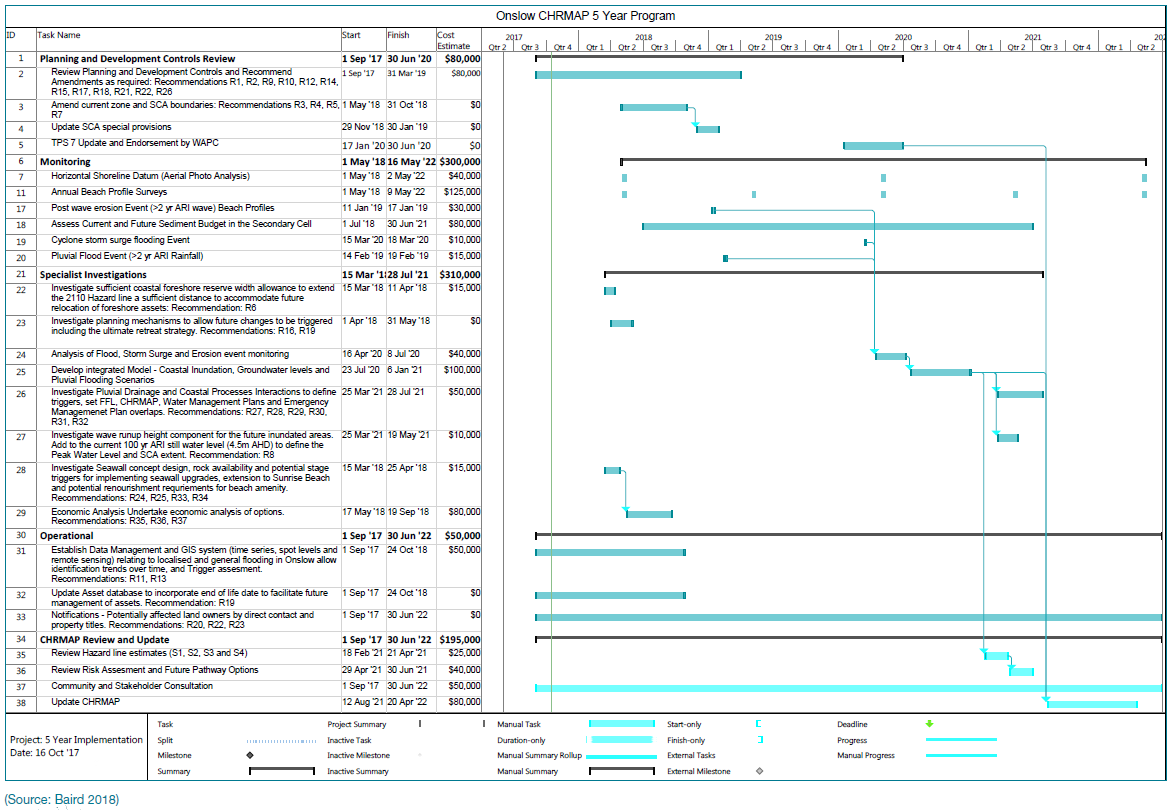 Onslow CHRMAP 5 Year Program
ID Task Name Start Finish Cost Estimate 2017 2018 2019 2020 2021 202
Qtr 2 Qtr 3 Qtr 4 Qtr 1 Qtr 2 Qtr 3 Qtr 4 Qtr 1 Qtr 2 Qtr 3 Qtr 4 Qtr 1 Qtr 2 Qtr 3 Qtr 4 Qtr 1 Qtr 2 Qtr 3 Qtr 4 Qtr 1 Qtr 2
1 Planning and Development Controls Review 1 Sep '17 30 Jun '20 $80,000
2 Review Planning and Development Controls and Recommend 1 Sep '17 31 Mar '19 $80,000
Amendments as required: Recommendations R1, R2, R9, R10, R12, R14,
R15, R17, R18, R21, R22, R26
3 Amend current zone and SCA boundaries: Recommendations R3, R4, R5, 1 May '18 31 Oct '18 $0
R7
4 Update SCA special provisions 29 Nov '18 30 Jan '19 $0
5 TPS 7 Update and Endorsement by WAPC 17 Jan '20 30 Jun '20 $0
6 Monitoring 1 May '18 16 May '22 $300,000
7 Horizontal Shoreline Datum (Aerial Photo Analysis) 1 May '18 2 May '22 $40,000
11 Annual Beach Profile Surveys 1 May '18 9 May '22 $125,000
17 Post wave erosion Event (>2 yr ARI wave) Beach Profiles 11 Jan '19 17 Jan '19 $30,000
18 Assess Current and Future Sediment Budget in the Secondary Cell 1 Jul '18 30 Jun '21 $80,000
19 Cyclone storm surge flooding Event 15 Mar '20 18 Mar '20 $10,000
20 Pluvial Flood Event (>2 yr ARI Rainfall) 14 Feb '19 19 Feb '19 $15,000
21 Specialist Investigations 15 Mar '1 28 Jul '21 $310,000
22 Investigate sufficient coastal foreshore reserve width allowance to extend 15 Mar '18 11 Apr '18 $15,000
the 2110 Hazard line a sufficient distance to accommodate future
relocation of foreshore assets: Recommendation: R6
23 Investigate planning mechanisms to allow future changes to be triggered 1 Apr '18 31 May '18 $0
including the ultimate retreat strategy. Recommendations: R16, R19
24 Analysis of Flood, Storm Surge and Erosion event monitoring 16 Apr '20 8 Jul '20 $40,000
25 Develop integrated Model - Coastal Inundation, Groundwater levels and 23 Jul '20 6 Jan '21 $100,000
Pluvial Flooding Scenarios
26 Investigate Pluvial Drainage and Coastal Processes Interactions to define 25 Mar '21 28 Jul '21 $50,000
triggers, set FFL, CHRMAP, Water Management Plans and Emergency
Managemenet Plan overlaps. Recommendations: R27, R28, R29, R30,
R31, R32
27 Investigate wave runup height component for the future inundated areas. 25 Mar '21 19 May '21 $10,000
Add to the current 100 yr ARI still water level (4.5m AHD) to define the
Peak Water Level and SCA extent. Recommendation: R8
28 Investigate Seawall concept design, rock availability and potential stage 15 Mar '18 25 Apr '18 $15,000
triggers for implementing seawall upgrades, extension to Sunrise Beach
and potential renourishment requriements for beach amenity.
Recommendations: R24, R25, R33, R34
29 Economic Analysis Undertake economic analysis of options. 17 May '18 19 Sep '18 $80,000
Recommendations: R35, R36, R37
30 Operational 1 Sep '17 30 Jun '22 $50,000
31 Establish Data Management and GIS system (time series, spot levels and 1 Sep '17 24 Oct '18 $50,000
remote sensing) relating to localised and general flooding in Onslow allow
identification trends over time, and Trigger assesment.
Recommendations: R11, R13
32 Update Asset database to incorporate end of life date to facilitate future 1 Sep '17 24 Oct '18 $0
management of assets. Recommendation: R19
33 Notifications - Potentially affected land owners by direct contact and 1 Sep '17 30 Jun '22 $0
property titles. Recommendations: R20, R22, R23
34 CHRMAP Review and Update 1 Sep '17 30 Jun '22 $195,000
35 Review Hazard line estimates (S1, S2, S3 and S4) 18 Feb '21 21 Apr '21 $25,000
36 Review Risk Assesment and Future Pathway Options 29 Apr '21 30 Jun '21 $40,000
37 Community and Stakeholder Consultation 1 Sep '17 30 Jun '22 $50,000
38 Update CHRMAP 12 Aug '21 20 Apr '22 $80,000
Project: 5 Year Implementation
Date: 16 Oct '17
Task Project Summary Manual Task Start-only Deadline
Split Inactive Task Duration-only Finish-only Progress
Milestone Inactive Milestone Manual Summary Rollup External Tasks Manual Progress
Summary Inactive Summary Manual Summary External Milestone
(Source: Baird 2018)